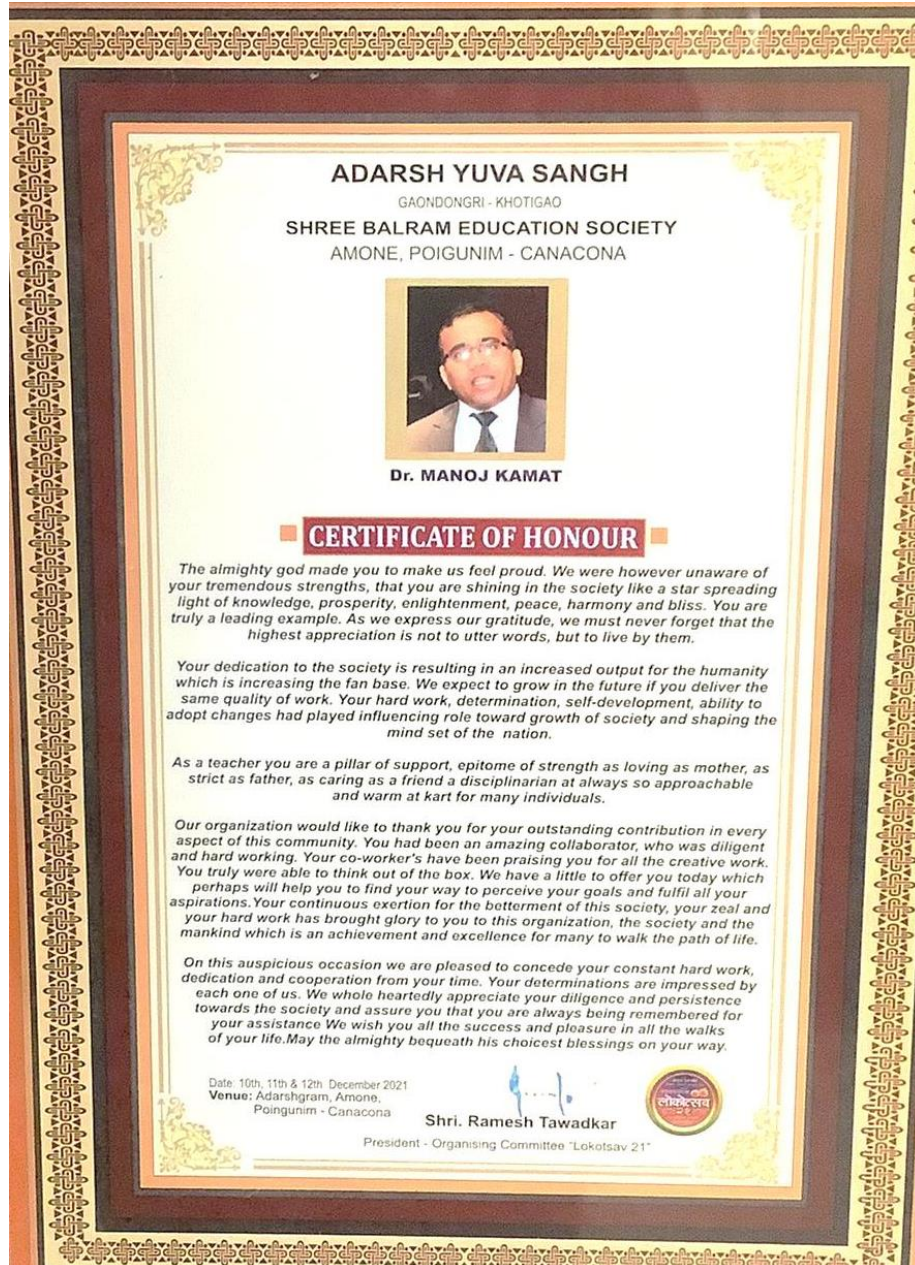 ADARSH YUVA SANGH
GAONDONGRI - KHOTIGAO
SHREE BALRAM EDUCATION SOCIETY
AMONE, POIGUNIM - CANACONA
Dr. MANOJ KAMAT
CERTIFICATE OF HONOUR
The almighty god made you to make us feel proud. We were however unaware of
your tremendous strengths, that you are shining in the society like a star spreading
light of knowledge, prosperity, enlightenment, peace, harmony and bliss. You are
truly a leading example. As we express our gratitude, we must never forget that the
highest appreciation is not to utter words, but to live by them.
Your dedication to the society is resulting in an increased output for the humanity
which is increasing the fan base. We expect to grow in the future if you deliver the
same quality of work. Your hard work, determination, self-development, ability to
adopt changes had played influencing role toward growth of society and shaping the
mind set of the nation.
As a teacher you are a pillar of support, epitome of strength as loving as mother, as
strict as father, as caring as a friend a disciplinarian at always so approachable
and warm at kart for many individuals.
Our organization would like to thank you for your outstanding contribution in every
aspect of this community. You had been an amazing collaborator, who was diligent
and hard working. Your co-worker's have been praising you for all the creative work.
You truly were able to think out of the box. We have a little to offer you today which
perhaps will help you to find your way to perceive your goals and fulfil all your
aspirations.Your continuous exertion for the betterment of this society, your zeal and
your hard work has brought glory to you to this organization, the society and the
mankind which is an achievement and excellence for many to walk the path of life.
On this auspicious occasion we are pleased to concede your constant hard work,
dedication and cooperation from your time. Your determinations are impressed by
each one of us. We whole heartedly appreciate your diligence and persistence
towards the society and assure you that you are always being remembered for
your assistance We wish you all the success and pleasure in all the walks
of your life.May the almighty bequeath his choicest blessings on your way.
Date: 10th, 11th & 12th December 2021
Venue: Adarshgram, Amone,
Poingunim - Canacona
Shri. Ramesh Tawadkar
President - Organising Committee "Lokotsav 21"
लोकोत्सव
२१